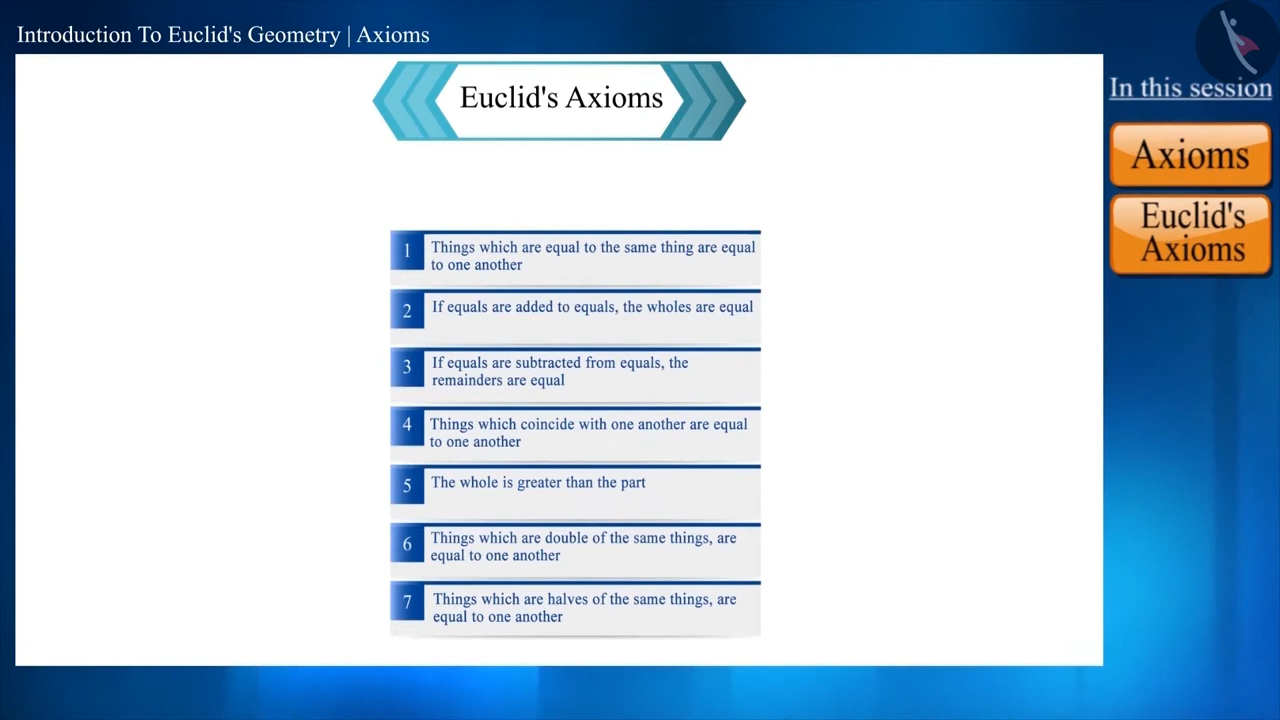 Introduction To Euclid's Geometry | Axioms
Euclid's Axioms
In this session
Axioms
Euclid's
Axioms
1 Things which are equal to the same thing are equal
to one another
2 If equals are added to equals, the wholes are equal
3 If equals are subtracted from equals, the
remainders are equal
4 Things which coincide with one another are equal
to one another
5 The whole is greater than the part
6 Things which are double of the same things, are
equal to one another
7 Things which are halves of the same things, are
equal to one another